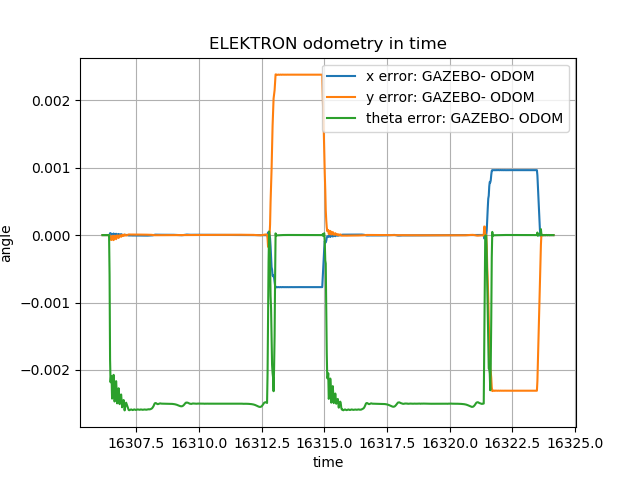 ELEKTRON odometry in time
x error: GAZEBO- ODOM
y error: GAZEBO- ODOM
theta error: GAZEBO- ODOM
angle
0.002
0.001
0.000
−0.001
−0.002
16307.5 16310.0 16312.5 16315.0 16317.5 16320.0 16322.5 16325.0
time